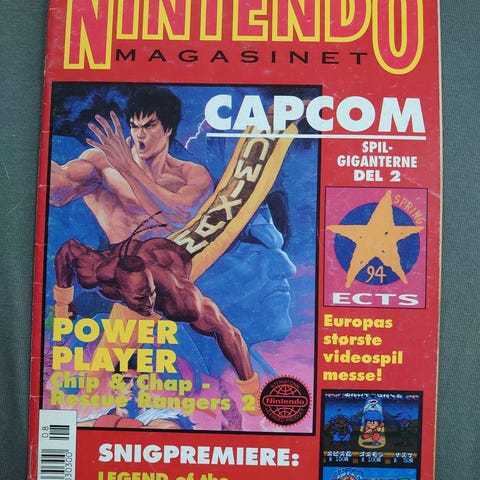 NINTENDO
MAGASINET
CAPCOM
SPIL-
GIGANTERNE
DEL 2
SPRING
94
ECTS
Europas
største
videospil
messe!
POWER
PLAYER
Chip & Chap -
Rescue Rangers 2
Nintendo
08
SNIGPREMIERE:
LEGEND of the